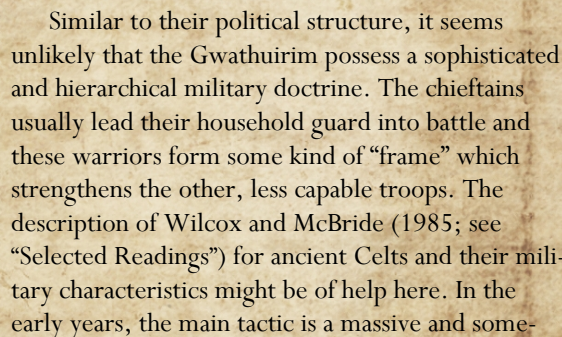 Similar to their political structure, it seems
unlikely that the Gwathuirim possess a sophisticated
and hierarchical military doctrine. The chieftains
usually lead their household guard into battle and
these warriors form some kind of “frame” which
strengthens the other, less capable troops. The
description of Wilcox and McBride (1985; see
“Selected Readings”) for ancient Celts and their mili-
tary characteristics might be of help here. In the
early years, the main tactic is a massive and some-